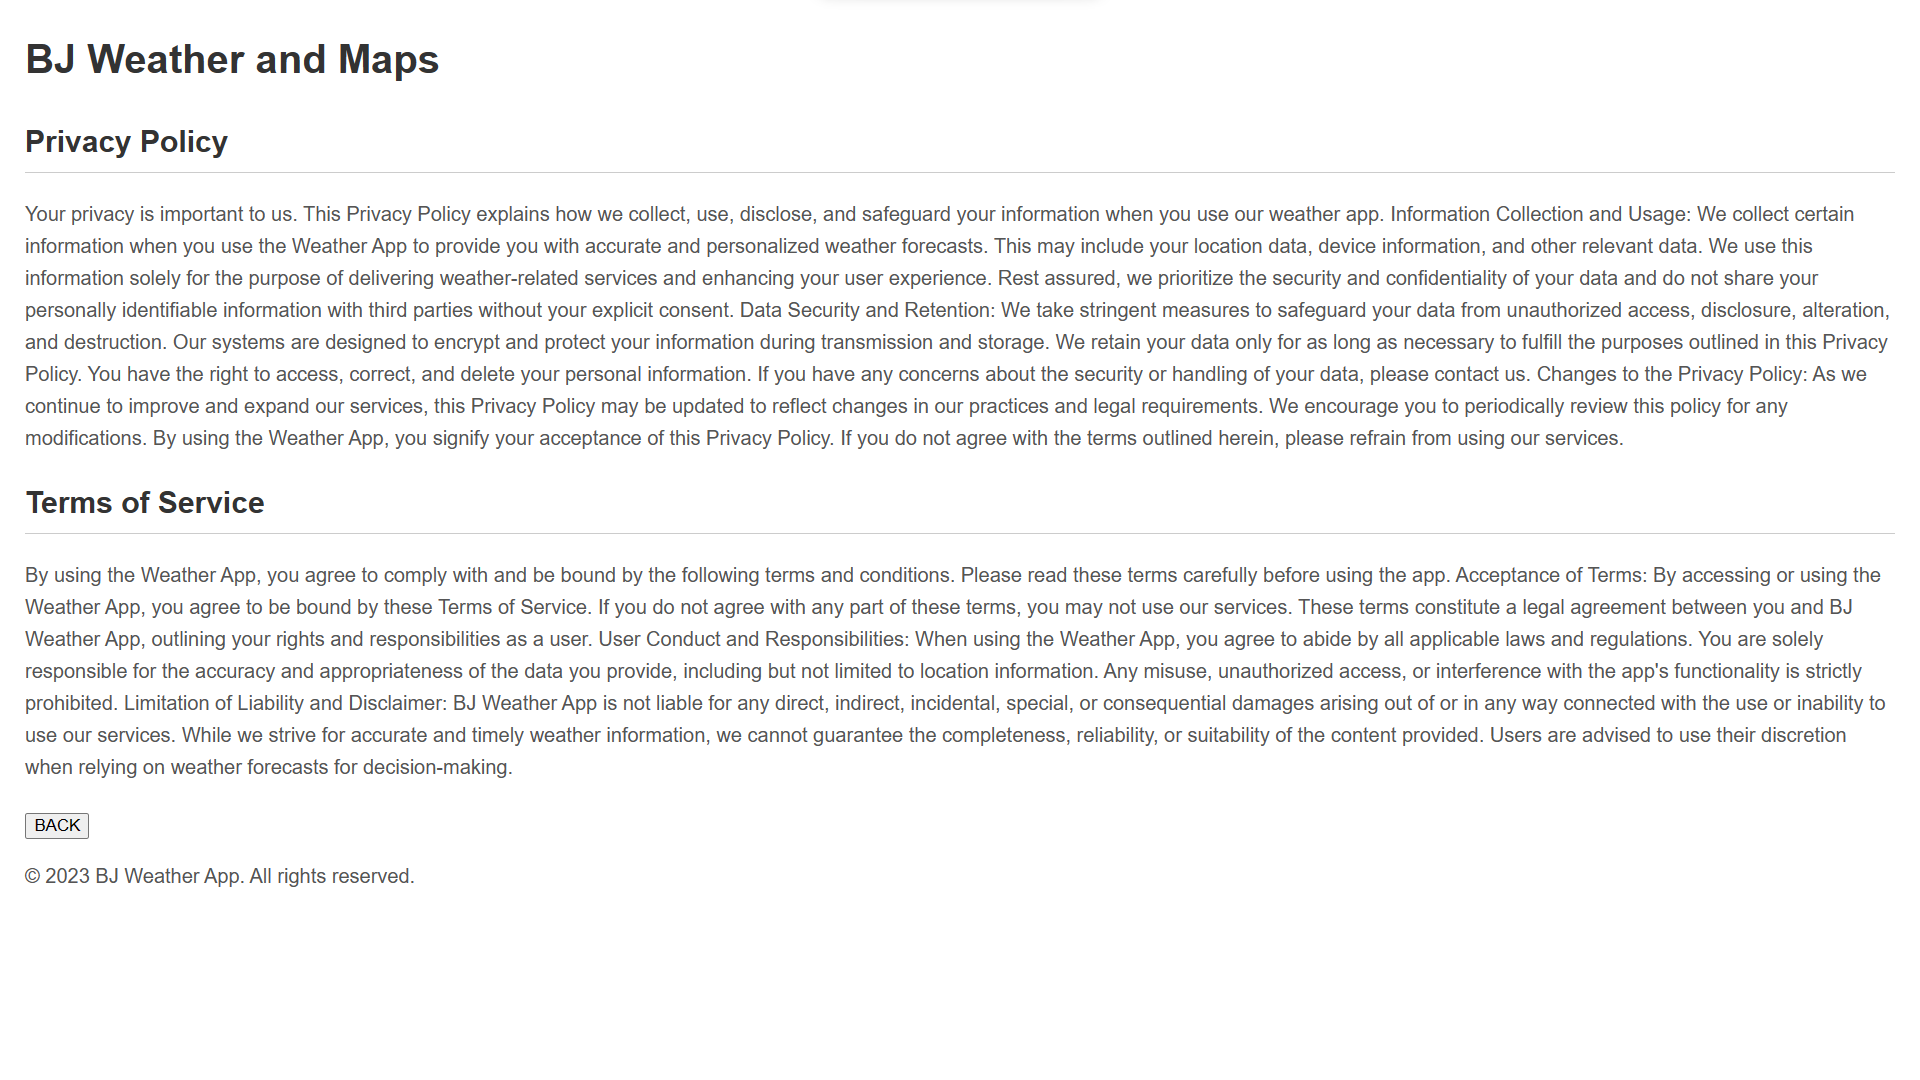 BJ Weather and Maps
Privacy Policy
Your privacy is important to us. This Privacy Policy explains how we collect, use, disclose, and safeguard your information when you use our weather app. Information Collection and Usage: We collect certain
information when you use the Weather App to provide you with accurate and personalized weather forecasts. This may include your location data, device information, and other relevant data. We use this
information solely for the purpose of delivering weather-related services and enhancing your user experience. Rest assured, we prioritize the security and confidentiality of your data and do not share your
personally identifiable information with third parties without your explicit consent. Data Security and Retention: We take stringent measures to safeguard your data from unauthorized access, disclosure, alteration,
and destruction. Our systems are designed to encrypt and protect your information during transmission and storage. We retain your data only for as long as necessary to fulfill the purposes outlined in this Privacy
Policy. You have the right to access, correct, and delete your personal information. If you have any concerns about the security or handling of your data, please contact us. Changes to the Privacy Policy: As we
continue to improve and expand our services, this Privacy Policy may be updated to reflect changes in our practices and legal requirements. We encourage you to periodically review this policy for any
modifications. By using the Weather App, you signify your acceptance of this Privacy Policy. If you do not agree with the terms outlined herein, please refrain from using our services.
Terms of Service
By using the Weather App, you agree to comply with and be bound by the following terms and conditions. Please read these terms carefully before using the app. Acceptance of Terms: By accessing or using the
Weather App, you agree to be bound by these Terms of Service. If you do not agree with any part of these terms, you may not use our services. These terms constitute a legal agreement between you and BJ
Weather App, outlining your rights and responsibilities as a user. User Conduct and Responsibilities: When using the Weather App, you agree to abide by all applicable laws and regulations. You are solely
responsible for the accuracy and appropriateness of the data you provide, including but not limited to location information. Any misuse, unauthorized access, or interference with the app's functionality is strictly
prohibited. Limitation of Liability and Disclaimer: BJ Weather App is not liable for any direct, indirect, incidental, special, or consequential damages arising out of or in any way connected with the use or inability to
use our services. While we strive for accurate and timely weather information, we cannot guarantee the completeness, reliability, or suitability of the content provided. Users are advised to use their discretion
when relying on weather forecasts for decision-making.
BACK
© 2023 BJ Weather App. All rights reserved.